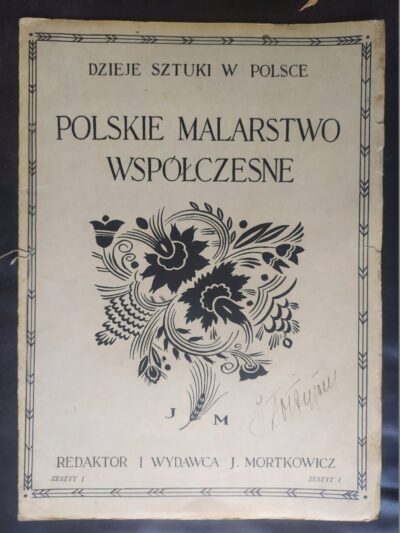 DZIEJE SZTUKI W POLSCE
POLSKIE MALARSTWO
WSPÓŁCZESNE
J M
REDAKTOR I WYDAWCA J. MORTKOWICZ
ZESZYT I ZESZYT I